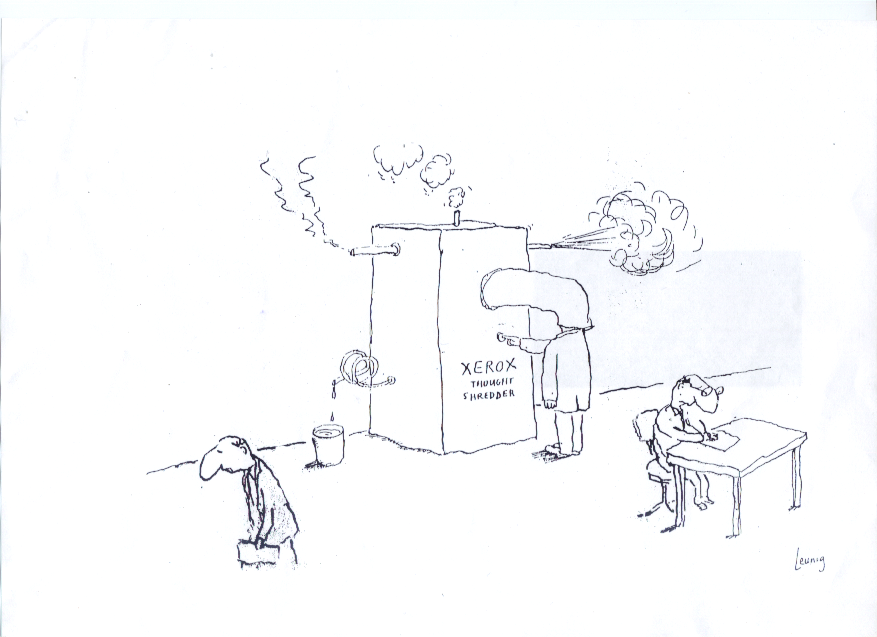 XEROX
THOUGHT
SHREDDER
Leunig